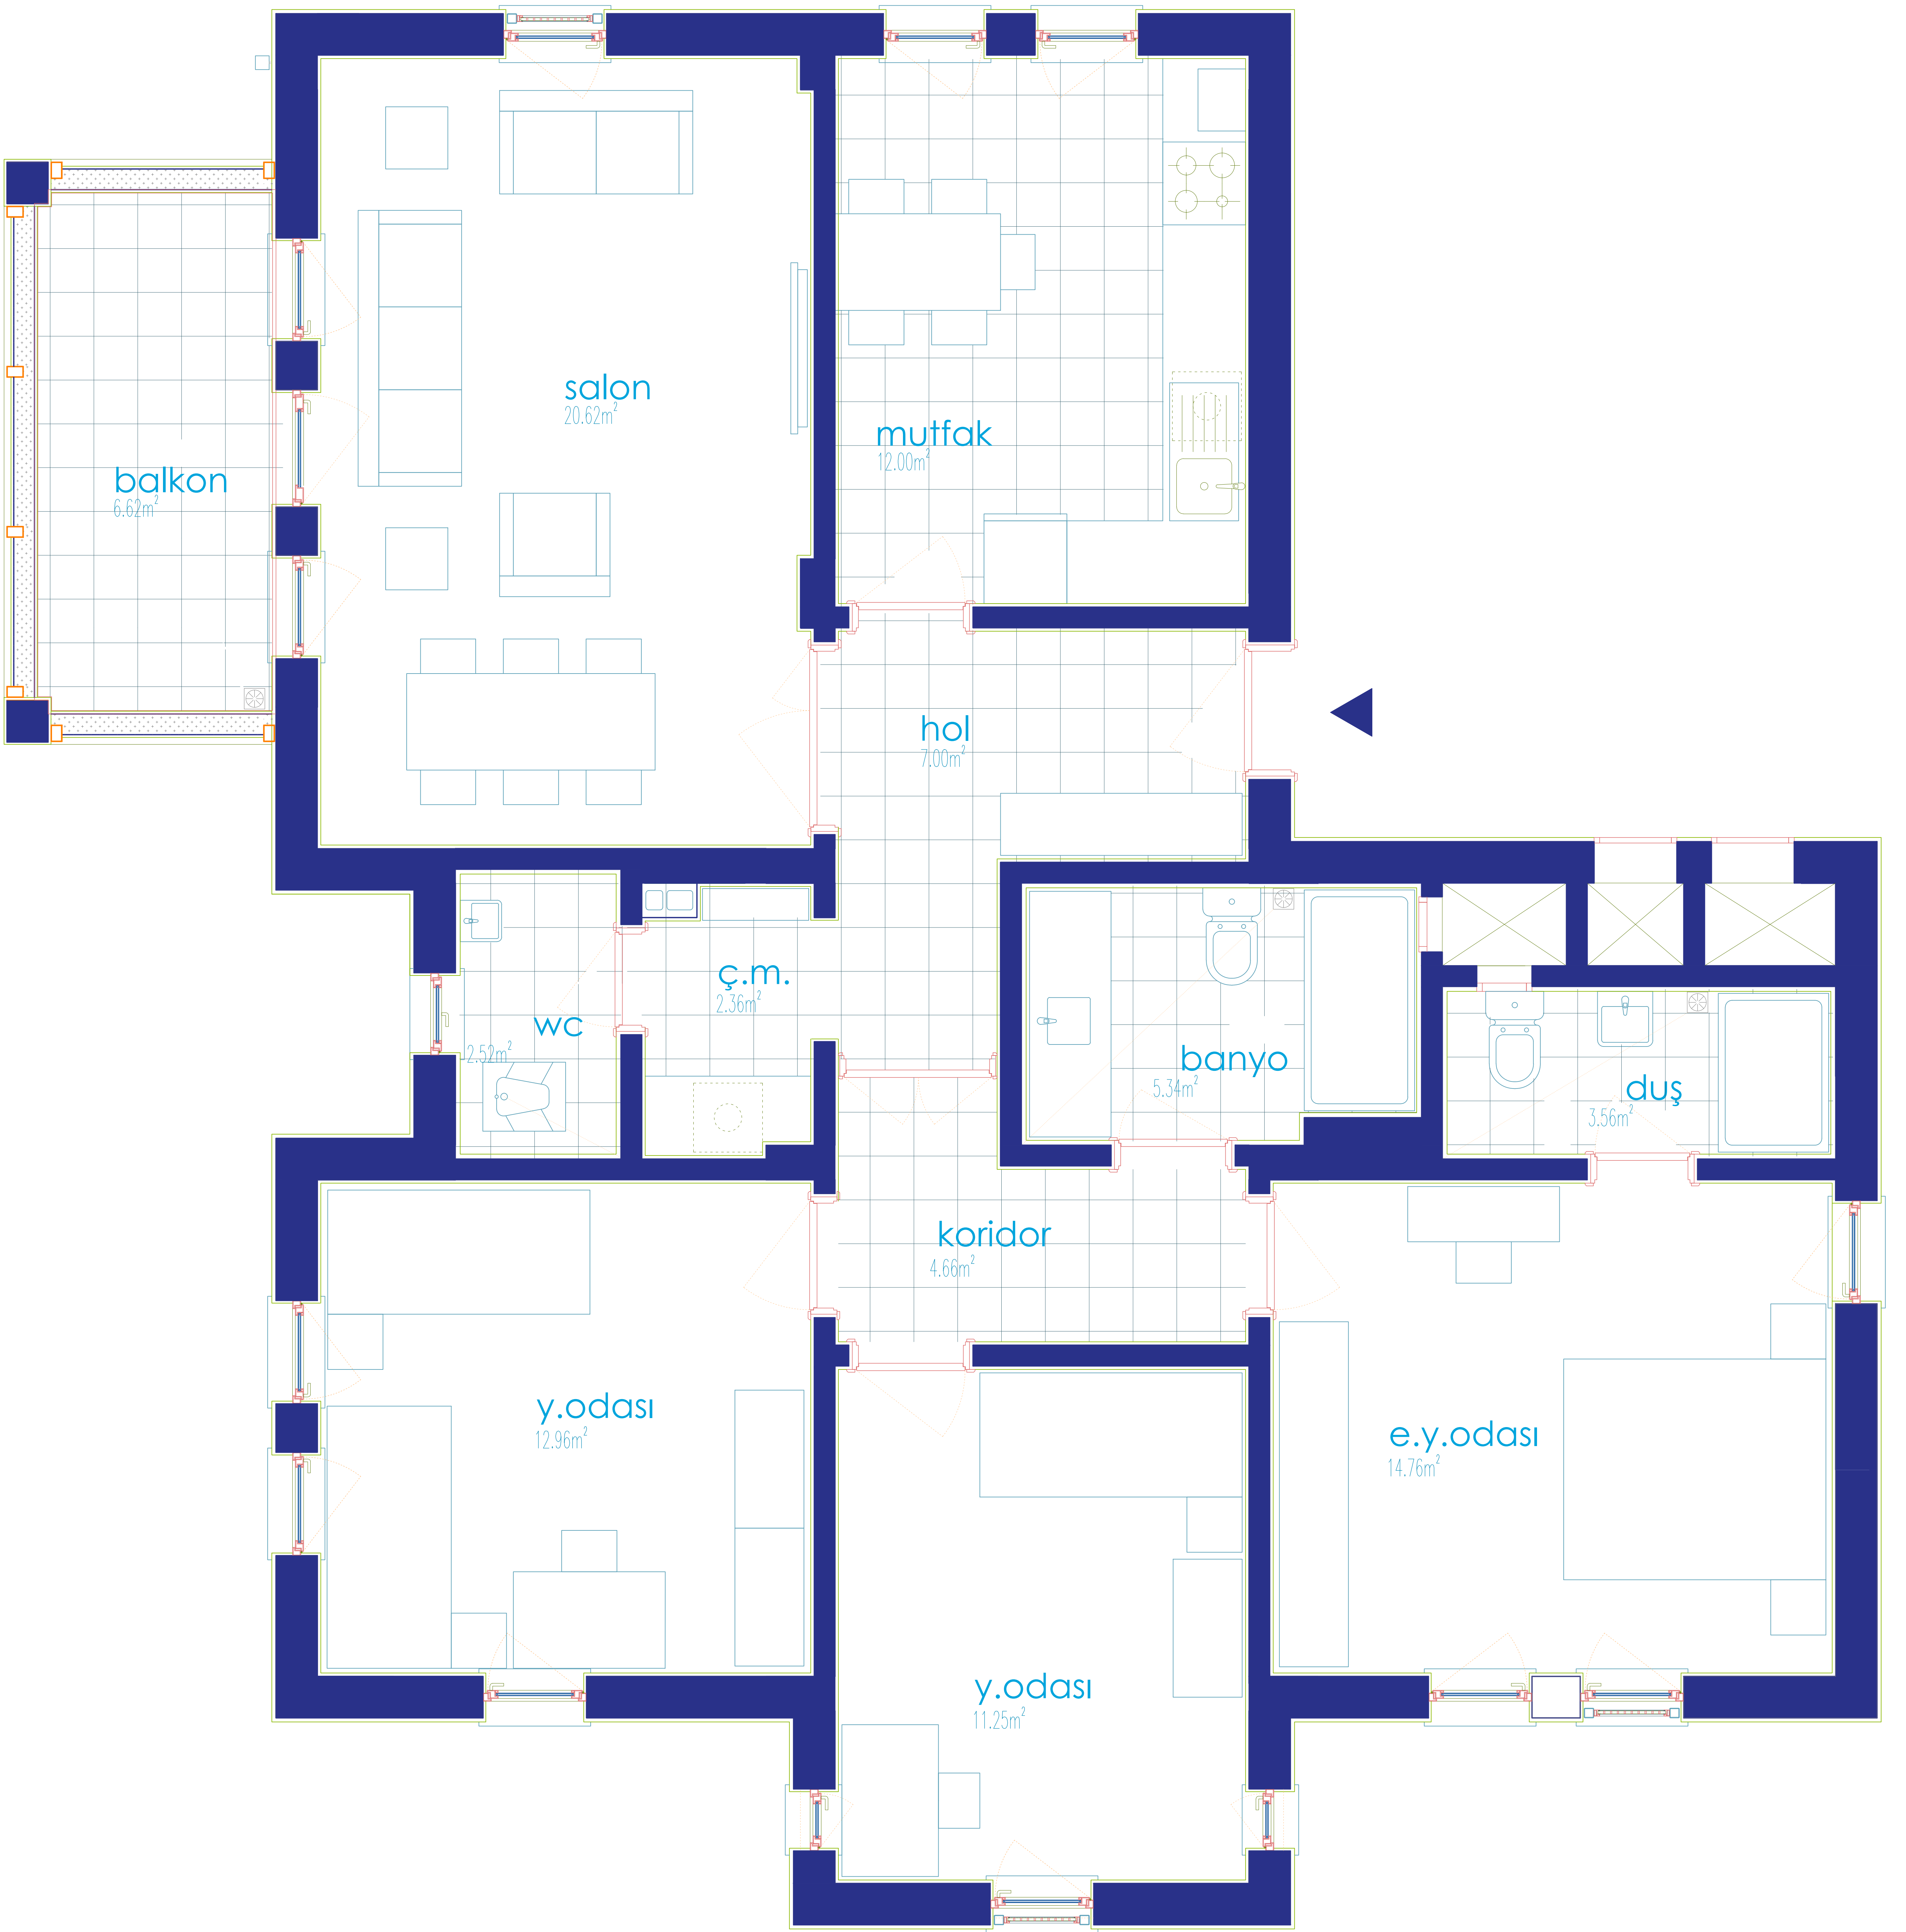 salon
20.62m²
mutfak
12.00m²
balkon
6.62m²
hol
7.00m²
ç.m.
2.36m²
wc
2.52m²
banyo
5.34m²
duş
3.56m²
koridor
4.66m²
y.odası
12.96m²
e.y.odası
14.76m²
y.odası
11.25m²